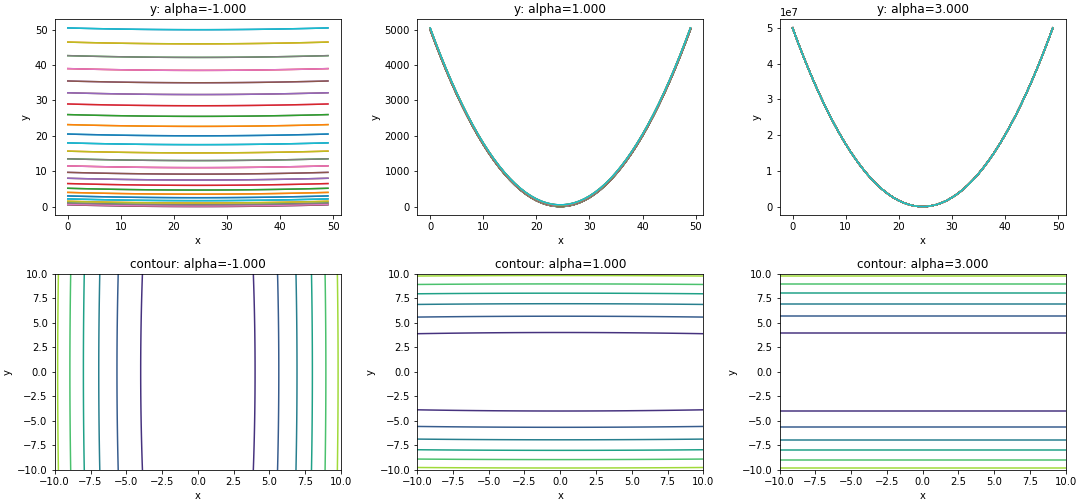 y: alpha=-1.000
50
40
30
20
10
0
y
0 10 20 30 40 50
x
y: alpha=1.000
5000
4000
3000
2000
1000
0
y
0 10 20 30 40 50
x
y: alpha=3.000
1e7
5
4
3
2
1
0
y
0 10 20 30 40 50
x
contour: alpha=-1.000
10.0
7.5
5.0
2.5
0.0
−2.5
−5.0
−7.5
−10.0
y
−10.0 −7.5 −5.0 −2.5 0.0 2.5 5.0 7.5 10.0
x
contour: alpha=1.000
10.0
7.5
5.0
2.5
0.0
−2.5
−5.0
−7.5
−10.0
y
−10.0 −7.5 −5.0 −2.5 0.0 2.5 5.0 7.5 10.0
x
contour: alpha=3.000
10.0
7.5
5.0
2.5
0.0
−2.5
−5.0
−7.5
−10.0
y
−10.0 −7.5 −5.0 −2.5 0.0 2.5 5.0 7.5 10.0
x